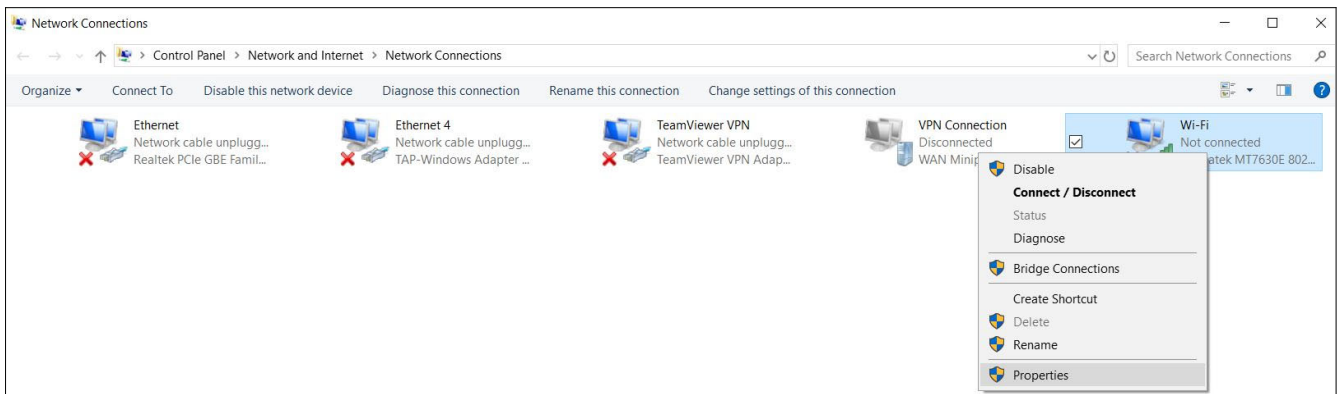 Network Connections
Control Panel > Network and Internet > Network Connections
Search Network Connections
Organize Connect To Disable this network device Diagnose this connection Rename this connection Change settings of this connection
Ethernet
Network cable unplugg...
Realtek PCIe GBE Famil...
Ethernet 4
Network cable unplugg...
TAP-Windows Adapter ...
TeamViewer VPN
Network cable unplugg...
TeamViewer VPN Adap...
VPN Connection
Disconnected
WAN Minip
Wi-Fi
Not connected
atek MT7630E 802...
Disable
Connect / Disconnect
Status
Diagnose
Bridge Connections
Create Shortcut
Delete
Rename
Properties